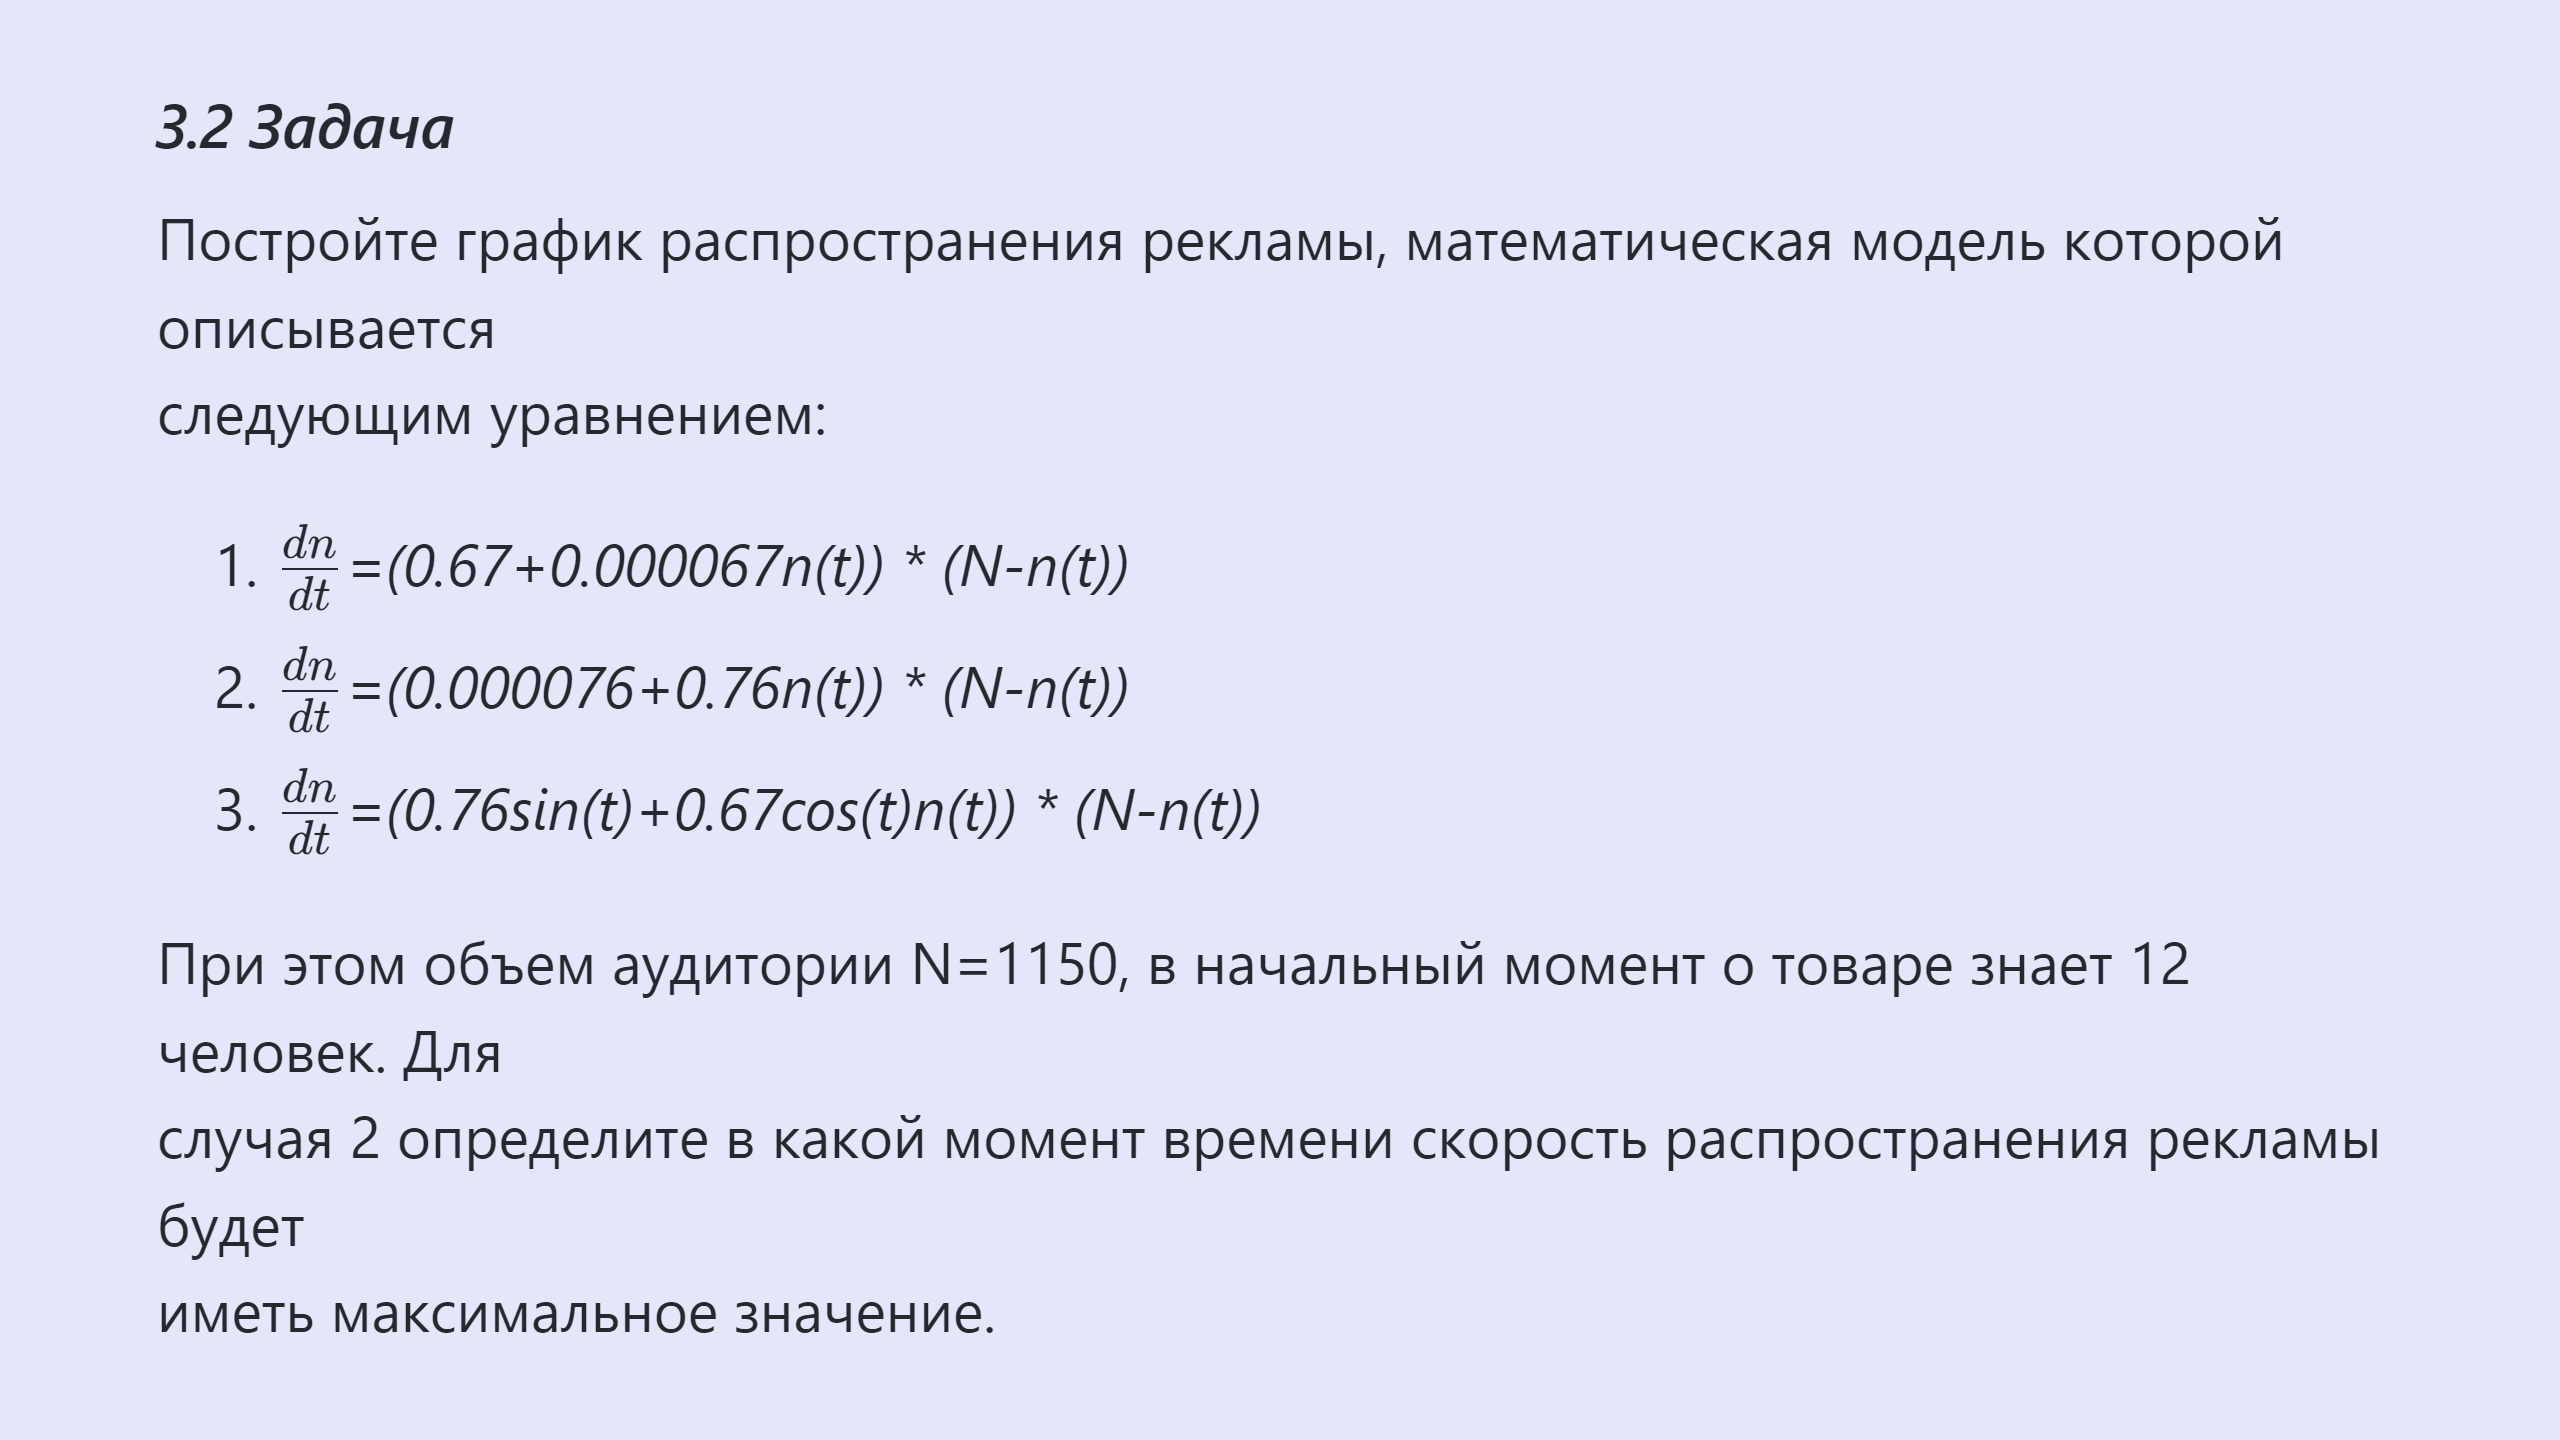 3.2 Задача
Постройте график распространения рекламы, математическая модель которой
описывается
следующим уравнением:
1. dn/dt=(0.67+0.000067n(t)) * (N-n(t))
2. dn/dt=(0.000076+0.76n(t)) * (N-n(t))
3. dn/dt=(0.76sin(t)+0.67cos(t)n(t)) * (N-n(t))
При этом объем аудитории N=1150, в начальный момент о товаре знает 12
человек. Для
случая 2 определите в какой момент времени скорость распространения рекламы
будет
иметь максимальное значение.